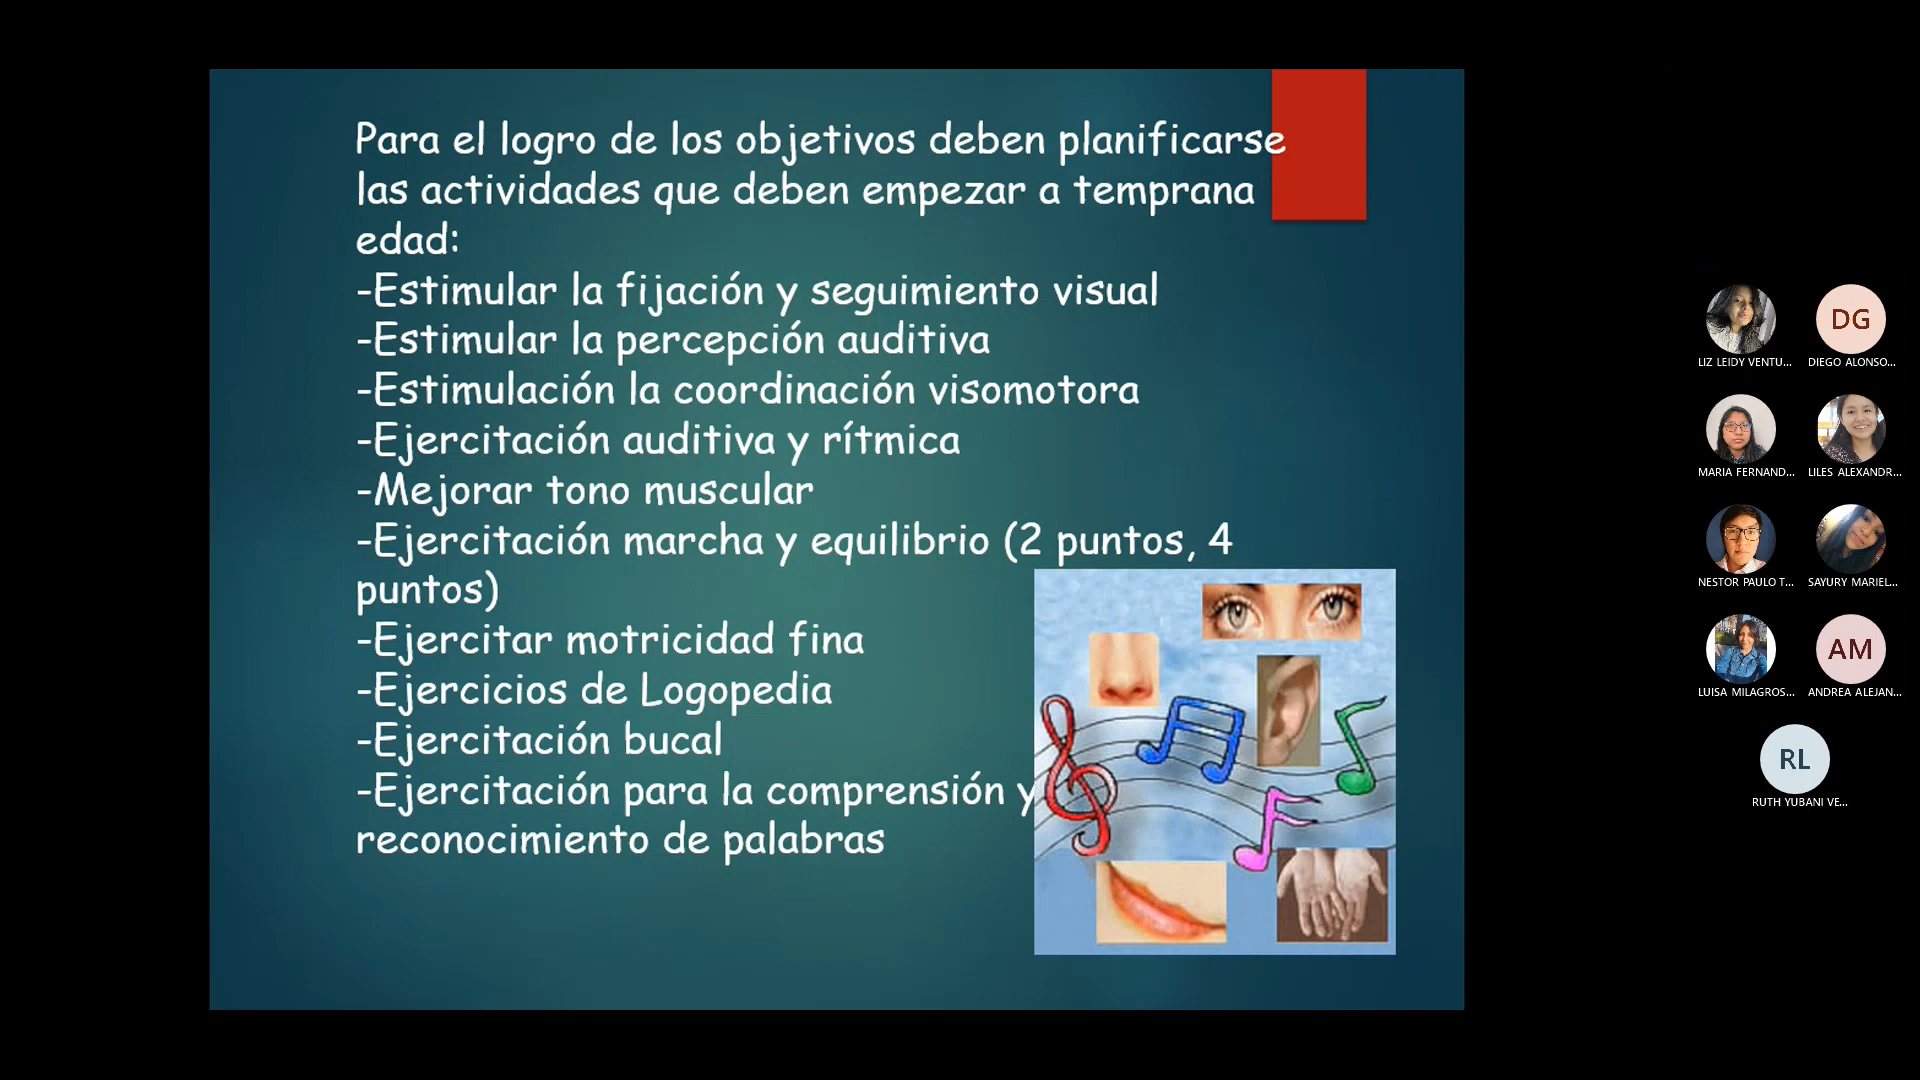 Para el logro de los objetivos deben planificarse
las actividades que deben empezar a temprana
edad:
-Estimular la fijación y seguimiento visual
-Estimular la percepción auditiva
-Estimulación la coordinación visomotora
-Ejercitación auditiva y rítmica
-Mejorar tono muscular
-Ejercitación marcha y equilibrio (2 puntos, 4
puntos)
-Ejercitar motricidad fina
-Ejercicios de Logopedia
-Ejercitación bucal
-Ejercitación para la comprensión y
reconocimiento de palabras
DG
LIZ LEIDY VENTU...
DIEGO ALONSO...
MARIA FERNAND...
LILES ALEXANDR...
NESTOR PAULO T...
SAYURY MARIEL...
AM
LUISA MILAGROS...
ANDREA ALEJAN...
RL
RUTH YUBANI VE...